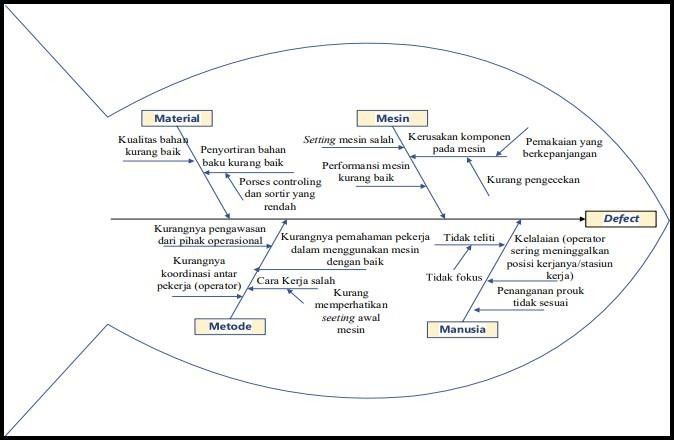 Material
Mesin
Kualitas bahan
kurang baik
Penyortiran bahan
baku kurang baik
Porses controling
dan sortir yang
rendah
Setting mesin salah
Kerusakan komponen
pada mesin
Pemakaian yang
berkepanjangan
Performansi mesin
kurang baik
Kurang pengecekan
Defect
Kurangnya pengawasan
dari pihak operasional
Kurangnya pemahaman pekerja
dalam menggunakan mesin
dengan baik
Kurangnya
koordinasi antar
pekerja (operator)
Cara Kerja salah
Kurang
memperhatikan
seeting awal
mesin
Tidak teliti
Tidak fokus
Kelalaian (operator
sering meninggalkan
posisi kerjanya/stasiun
kerja)
Penanganan prouk
tidak sesuai
Metode
Manusia